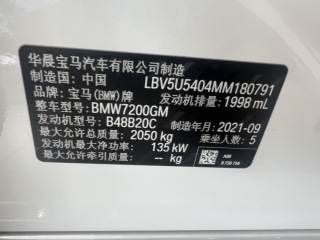 华晨宝马汽车有限公司制造
制造国：中国 LBV5U5404MM180791
品牌：宝马(BMW)牌 发动机排量：1998 mL
整车型号：BMW7200GM
发动机型号：B48B20C 2021-09
最大允许总质量：2050 kg 乘坐人数：5
发动机最大净功率：135 kW
最大允许牵引质量：-- kg